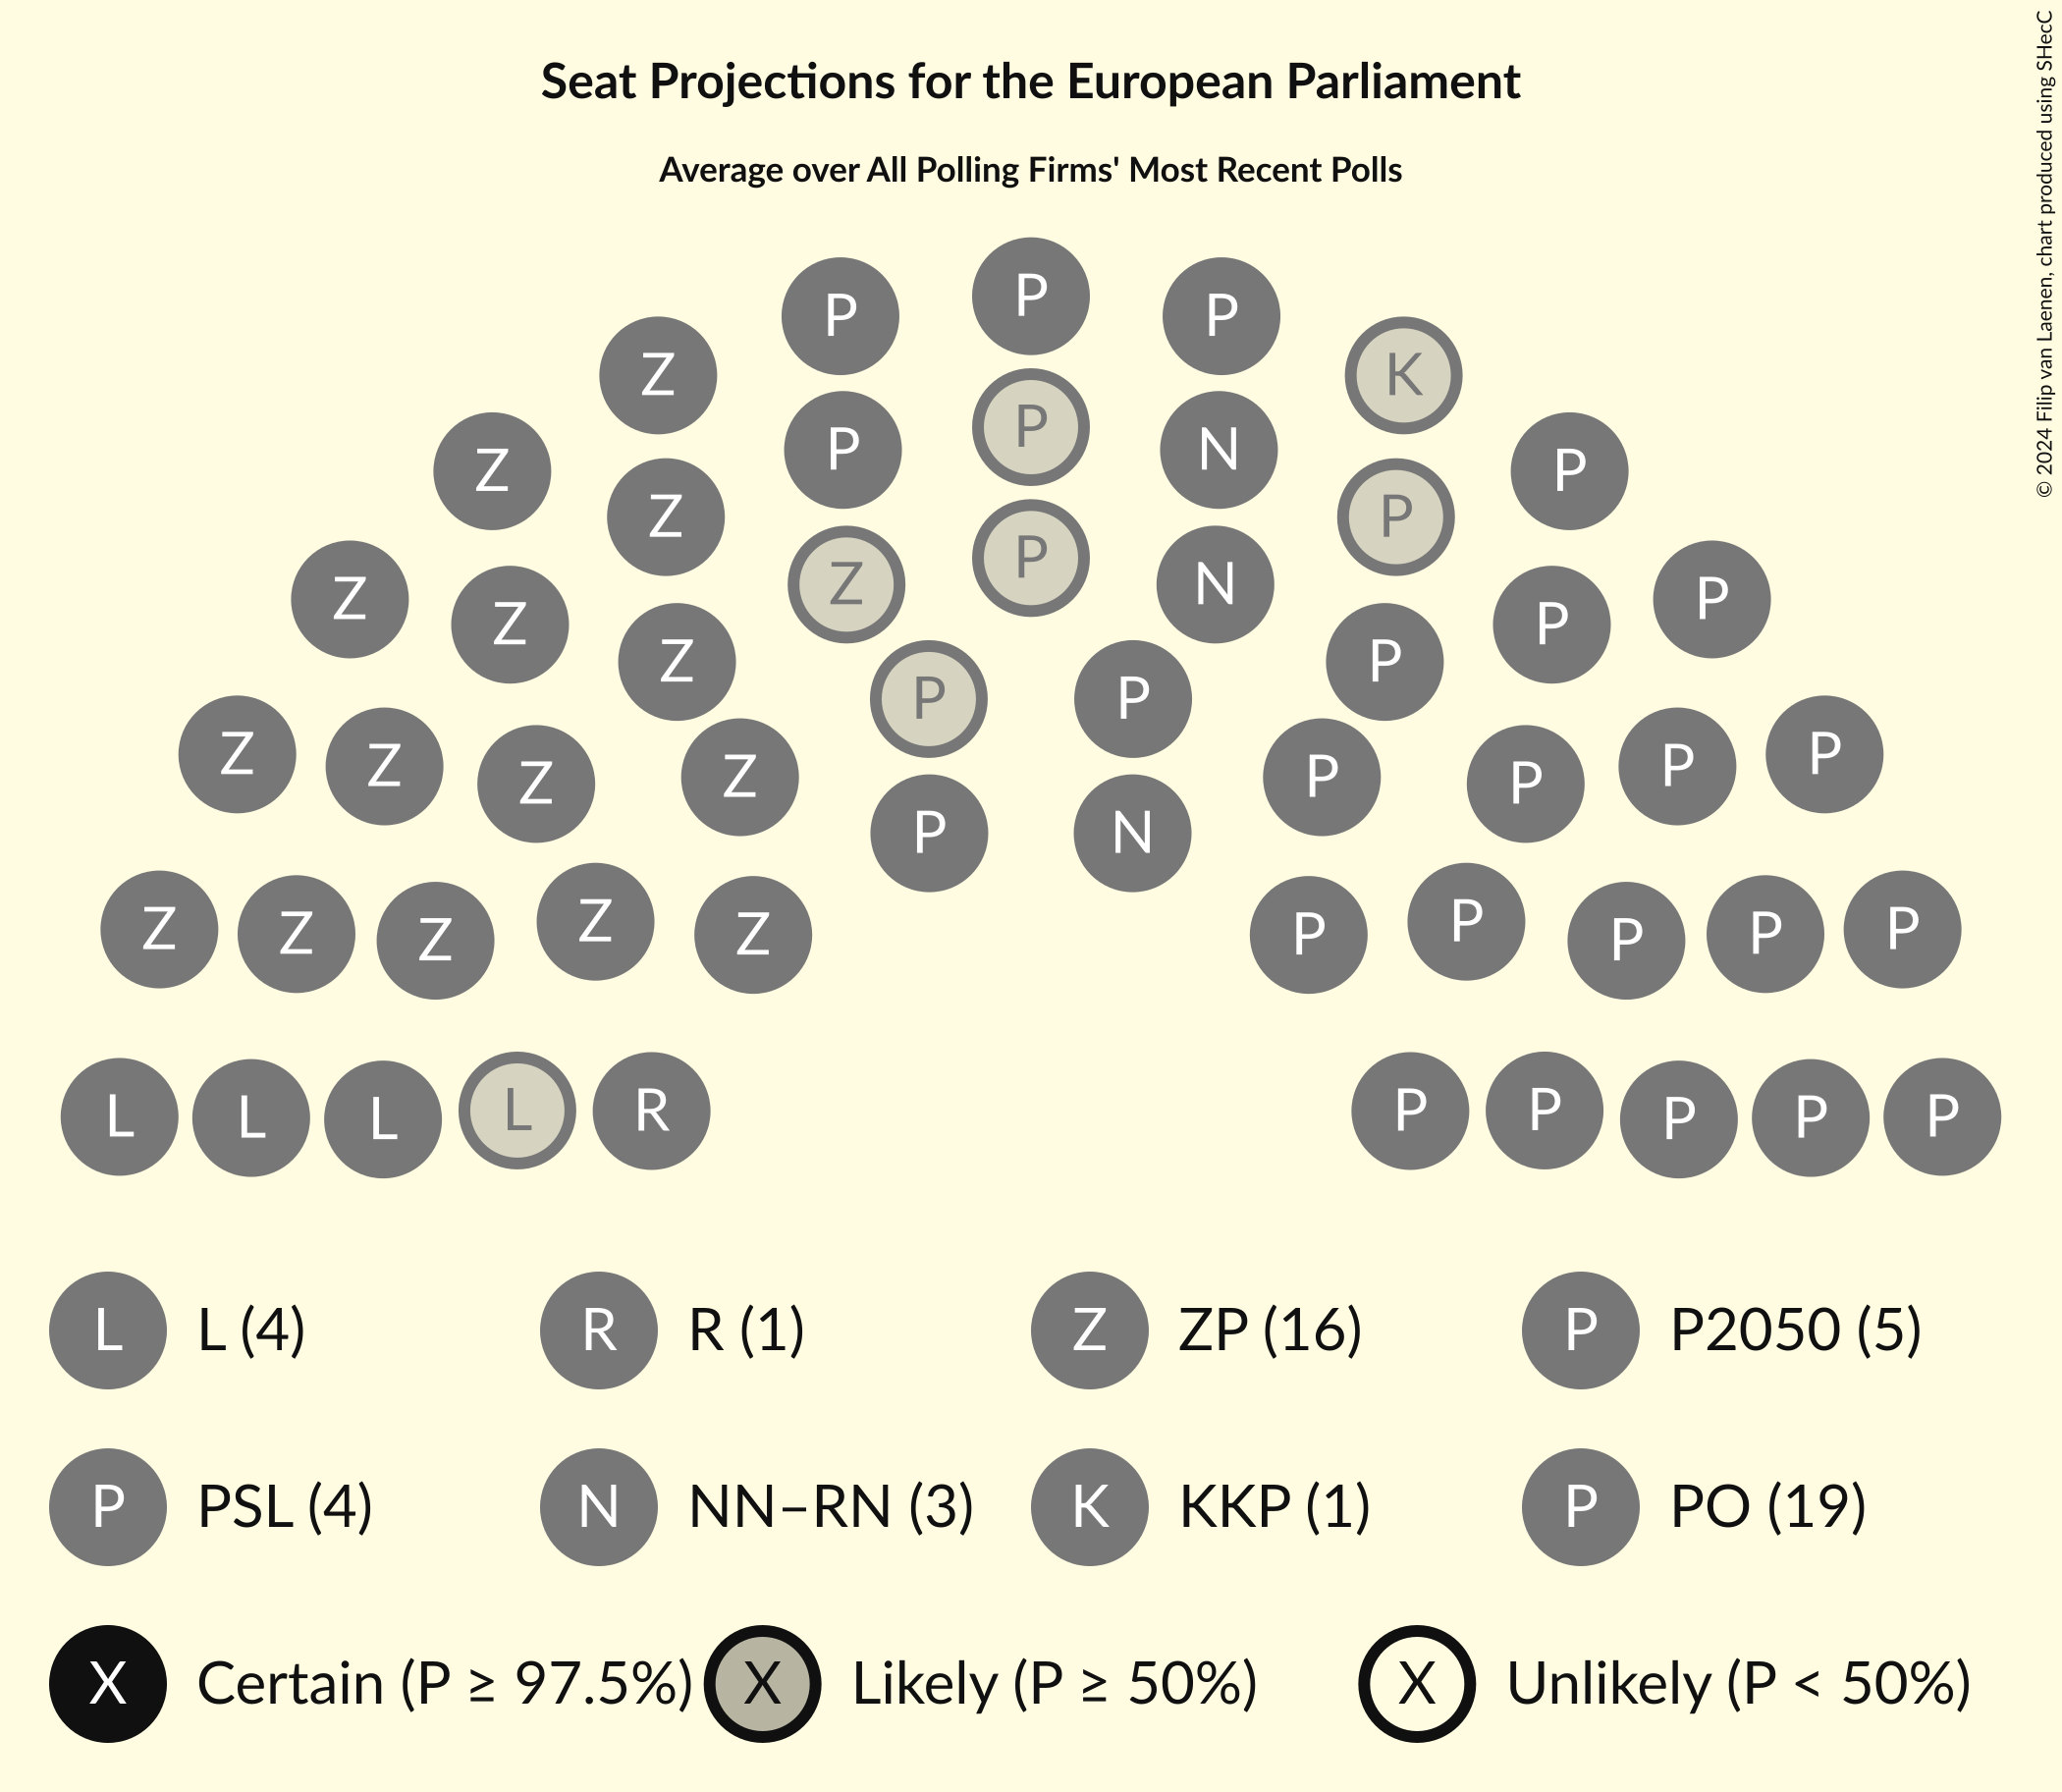 Seat Projections for the European Parliament
Average over All Polling Firms' Most Recent Polls
© 2024 Filip van Laenen, chart produced using SHecC
P
P P
Z K
P
P P N
Z P
Z P
P
Z N
Z P
Z P
Z P
P P
Z P
Z P
Z P
Z P
P N
Z P
Z P
Z P
Z P
Z P
L R P P
L L L P P P
L L (4) R R (1) Z ZP (16) P P2050 (5)
P PSL (4) N NN–RN (3) K KKP (1) P PO (19)
X Certain (P ≥ 97.5%) X Likely (P ≥ 50%) X Unlikely (P < 50%)